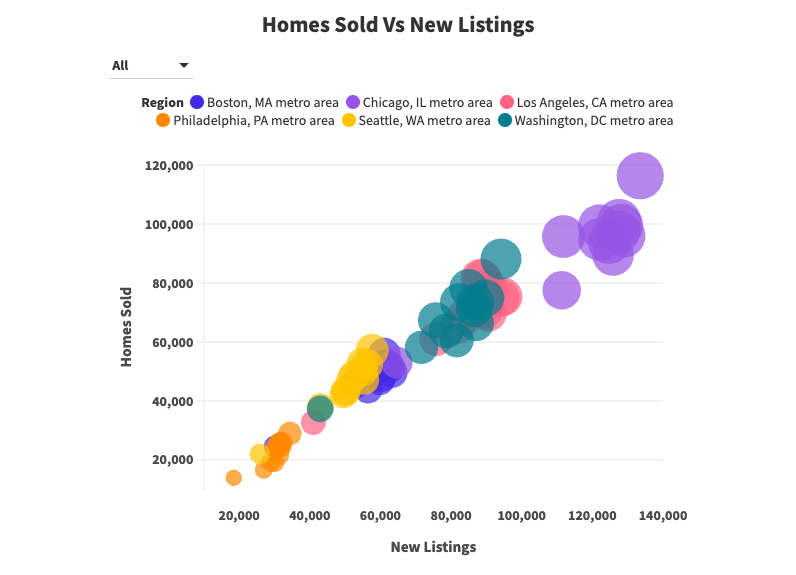 Homes Sold Vs New Listings
All
Region Boston, MA metro area Chicago, IL metro area Los Angeles, CA metro area
Philadelphia, PA metro area Seattle, WA metro area Washington, DC metro area
120,000
100,000
80,000
60,000
40,000
20,000
Homes Sold
20,000 40,000 60,000 80,000 100,000 120,000 140,000
New Listings